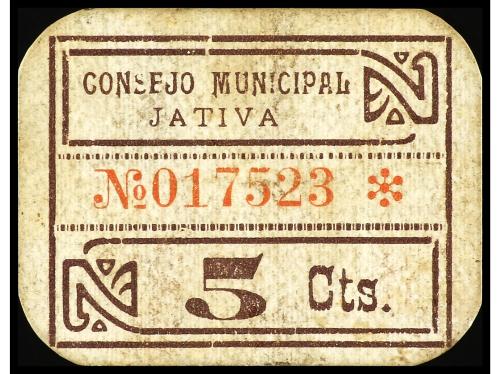 CONSEJO MUNICIPAL
JATIVA
№017523 *
5 Cts.